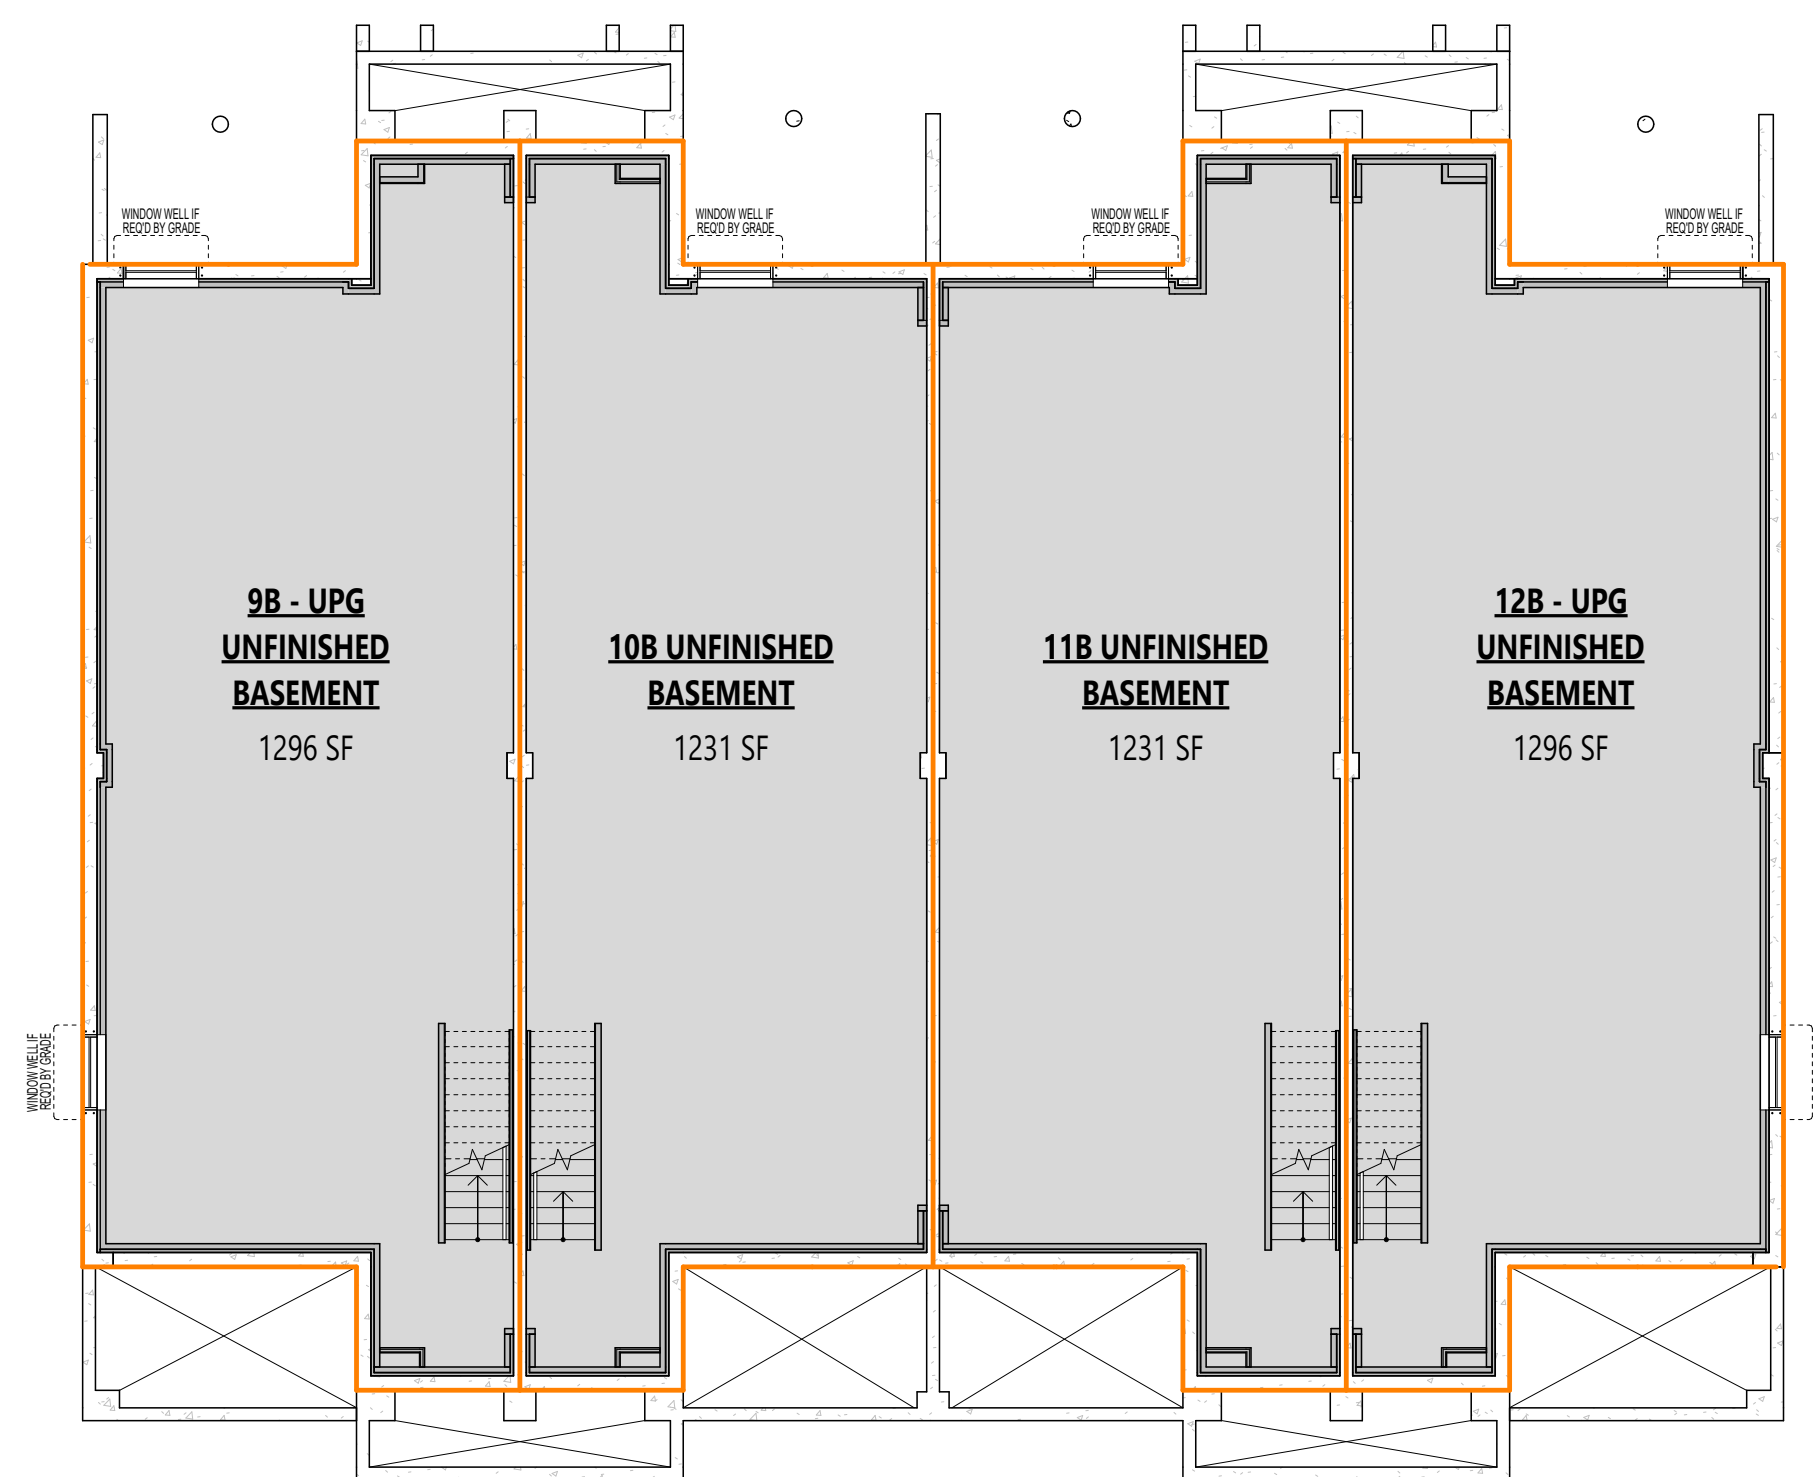 WINDOW WELL IF
REQ'D BY GRADE
WINDOW WELL IF
REQ'D BY GRADE
WINDOW WELL IF
REQ'D BY GRADE
WINDOW WELL IF
REQ'D BY GRADE
9B - UPG
UNFINISHED
BASEMENT
1296 SF
10B UNFINISHED
BASEMENT
1231 SF
11B UNFINISHED
BASEMENT
1231 SF
12B - UPG
UNFINISHED
BASEMENT
1296 SF
WINDOW WELL IF
REQ'D BY GRADE